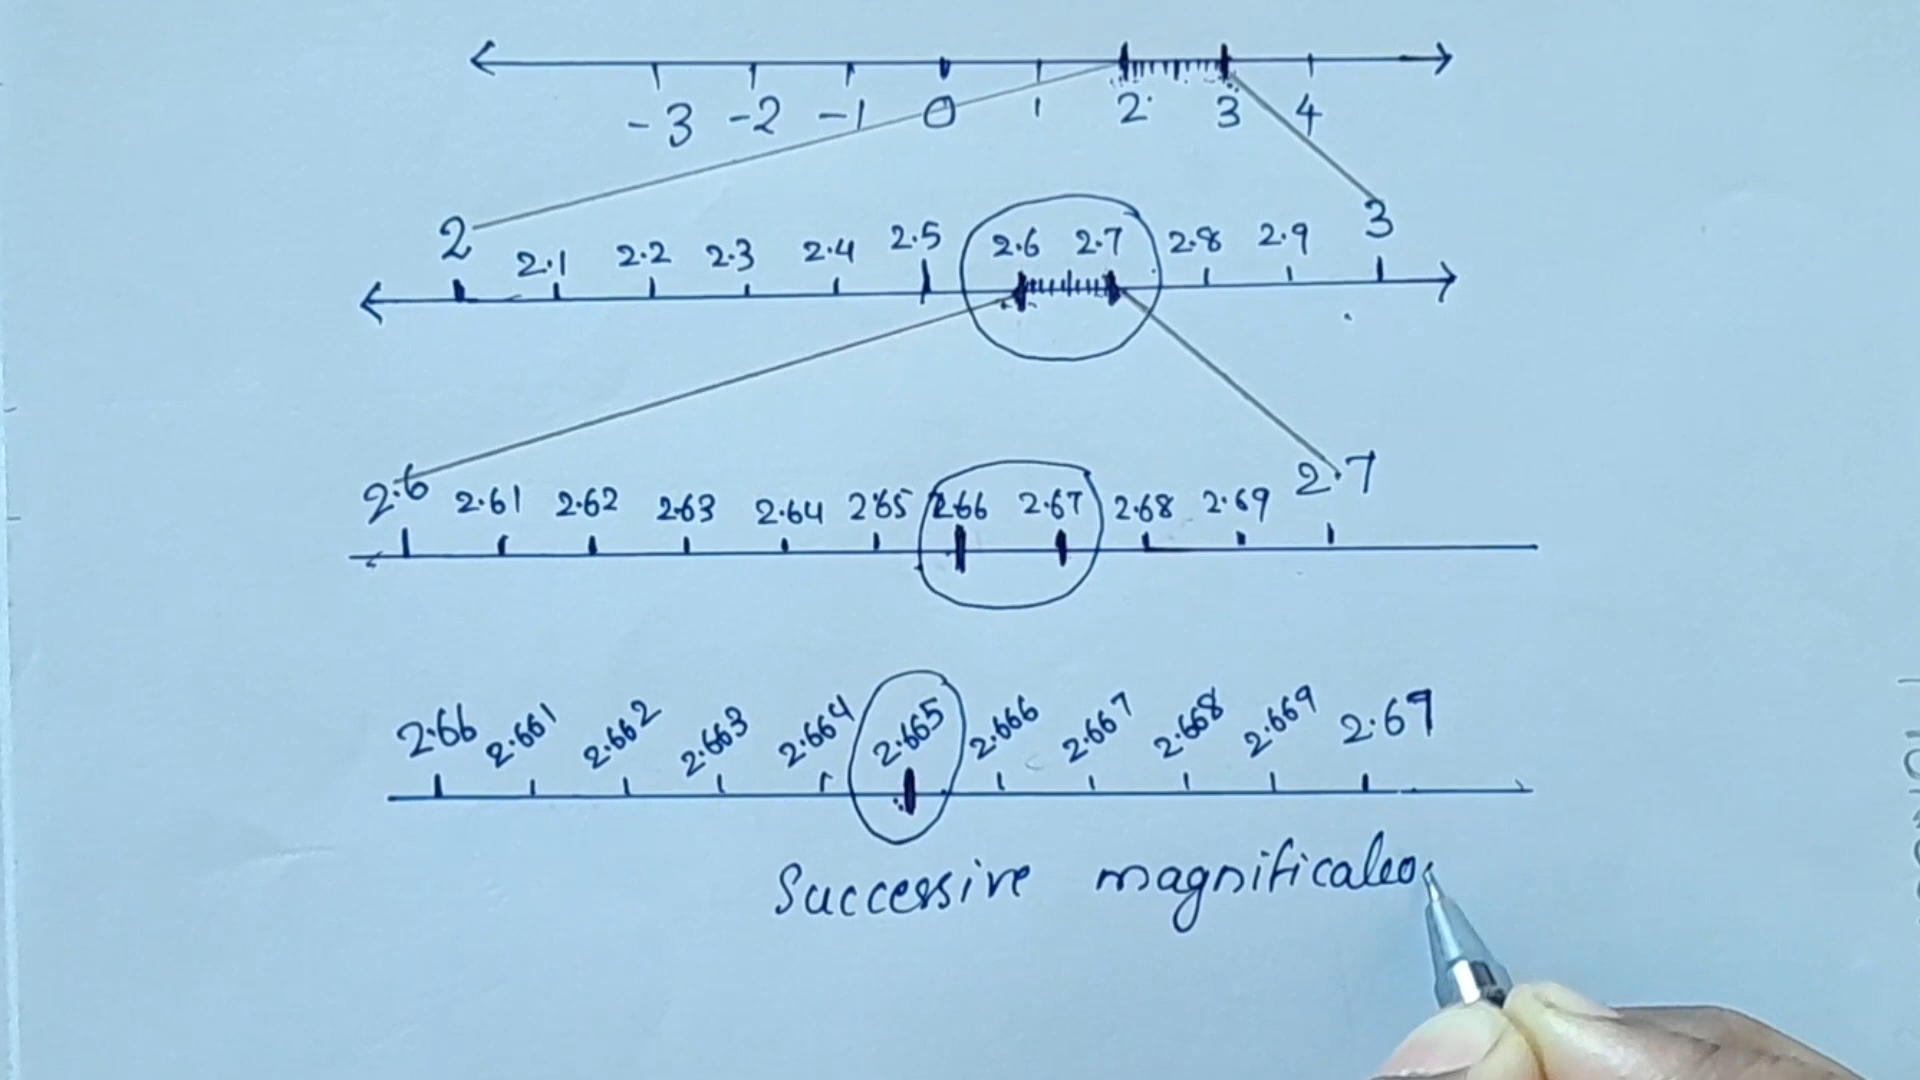 -3 -2 -1 0 1 2 3 4
2 2.1 2.2 2.3 2.4 2.5 2.6 2.7 2.8 2.9 3
2.6 2.61 2.62 2.63 2.64 2.65 2.66 2.67 2.68 2.69 2.7
2.66 2.661 2.662 2.663 2.664 2.665 2.666 2.667 2.668 2.669 2.67
Successive magnificatio